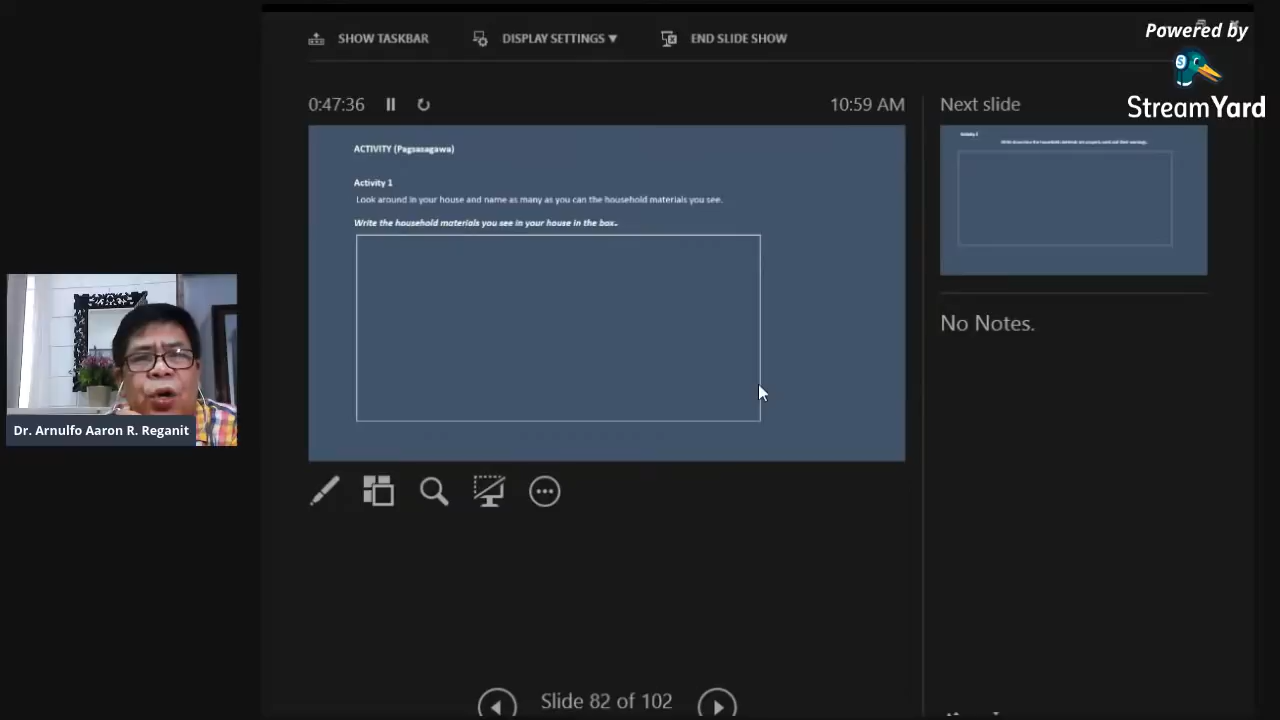 SHOW TASKBAR
DISPLAY SETTINGS ▼
END SLIDE SHOW
Powered by
StreamYard
0:47:36
10:59 AM
Next slide
ACTIVITY (Pagsasagawa)
Activity 1
Look around in your house and name as many as you can the household materials you see.
Write the household materials you see in your house in the box.
Activity 2
No Notes.
Dr. Arnulfo Aaron R. Reganit
Slide 82 of 102